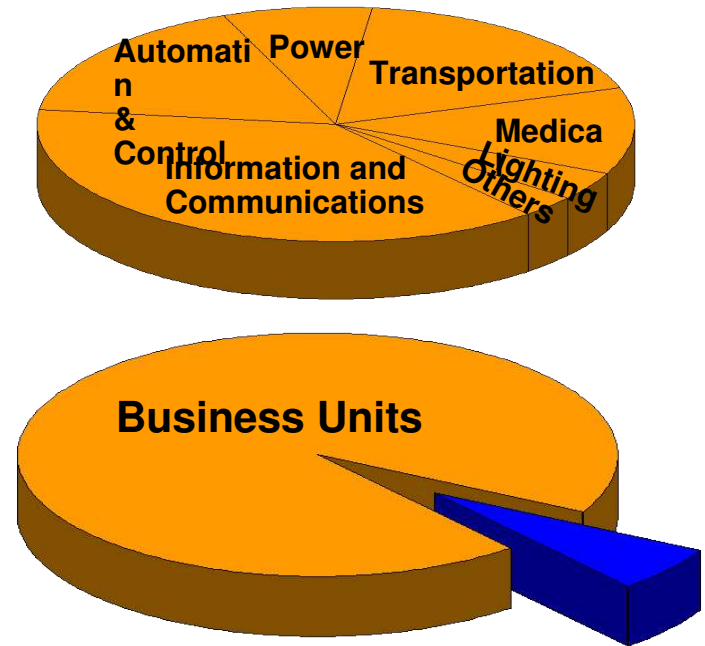 Automati
n
&
Control
Power
Transportation
Medica
l
Lighting
Others
Information and
Communications
Business Units